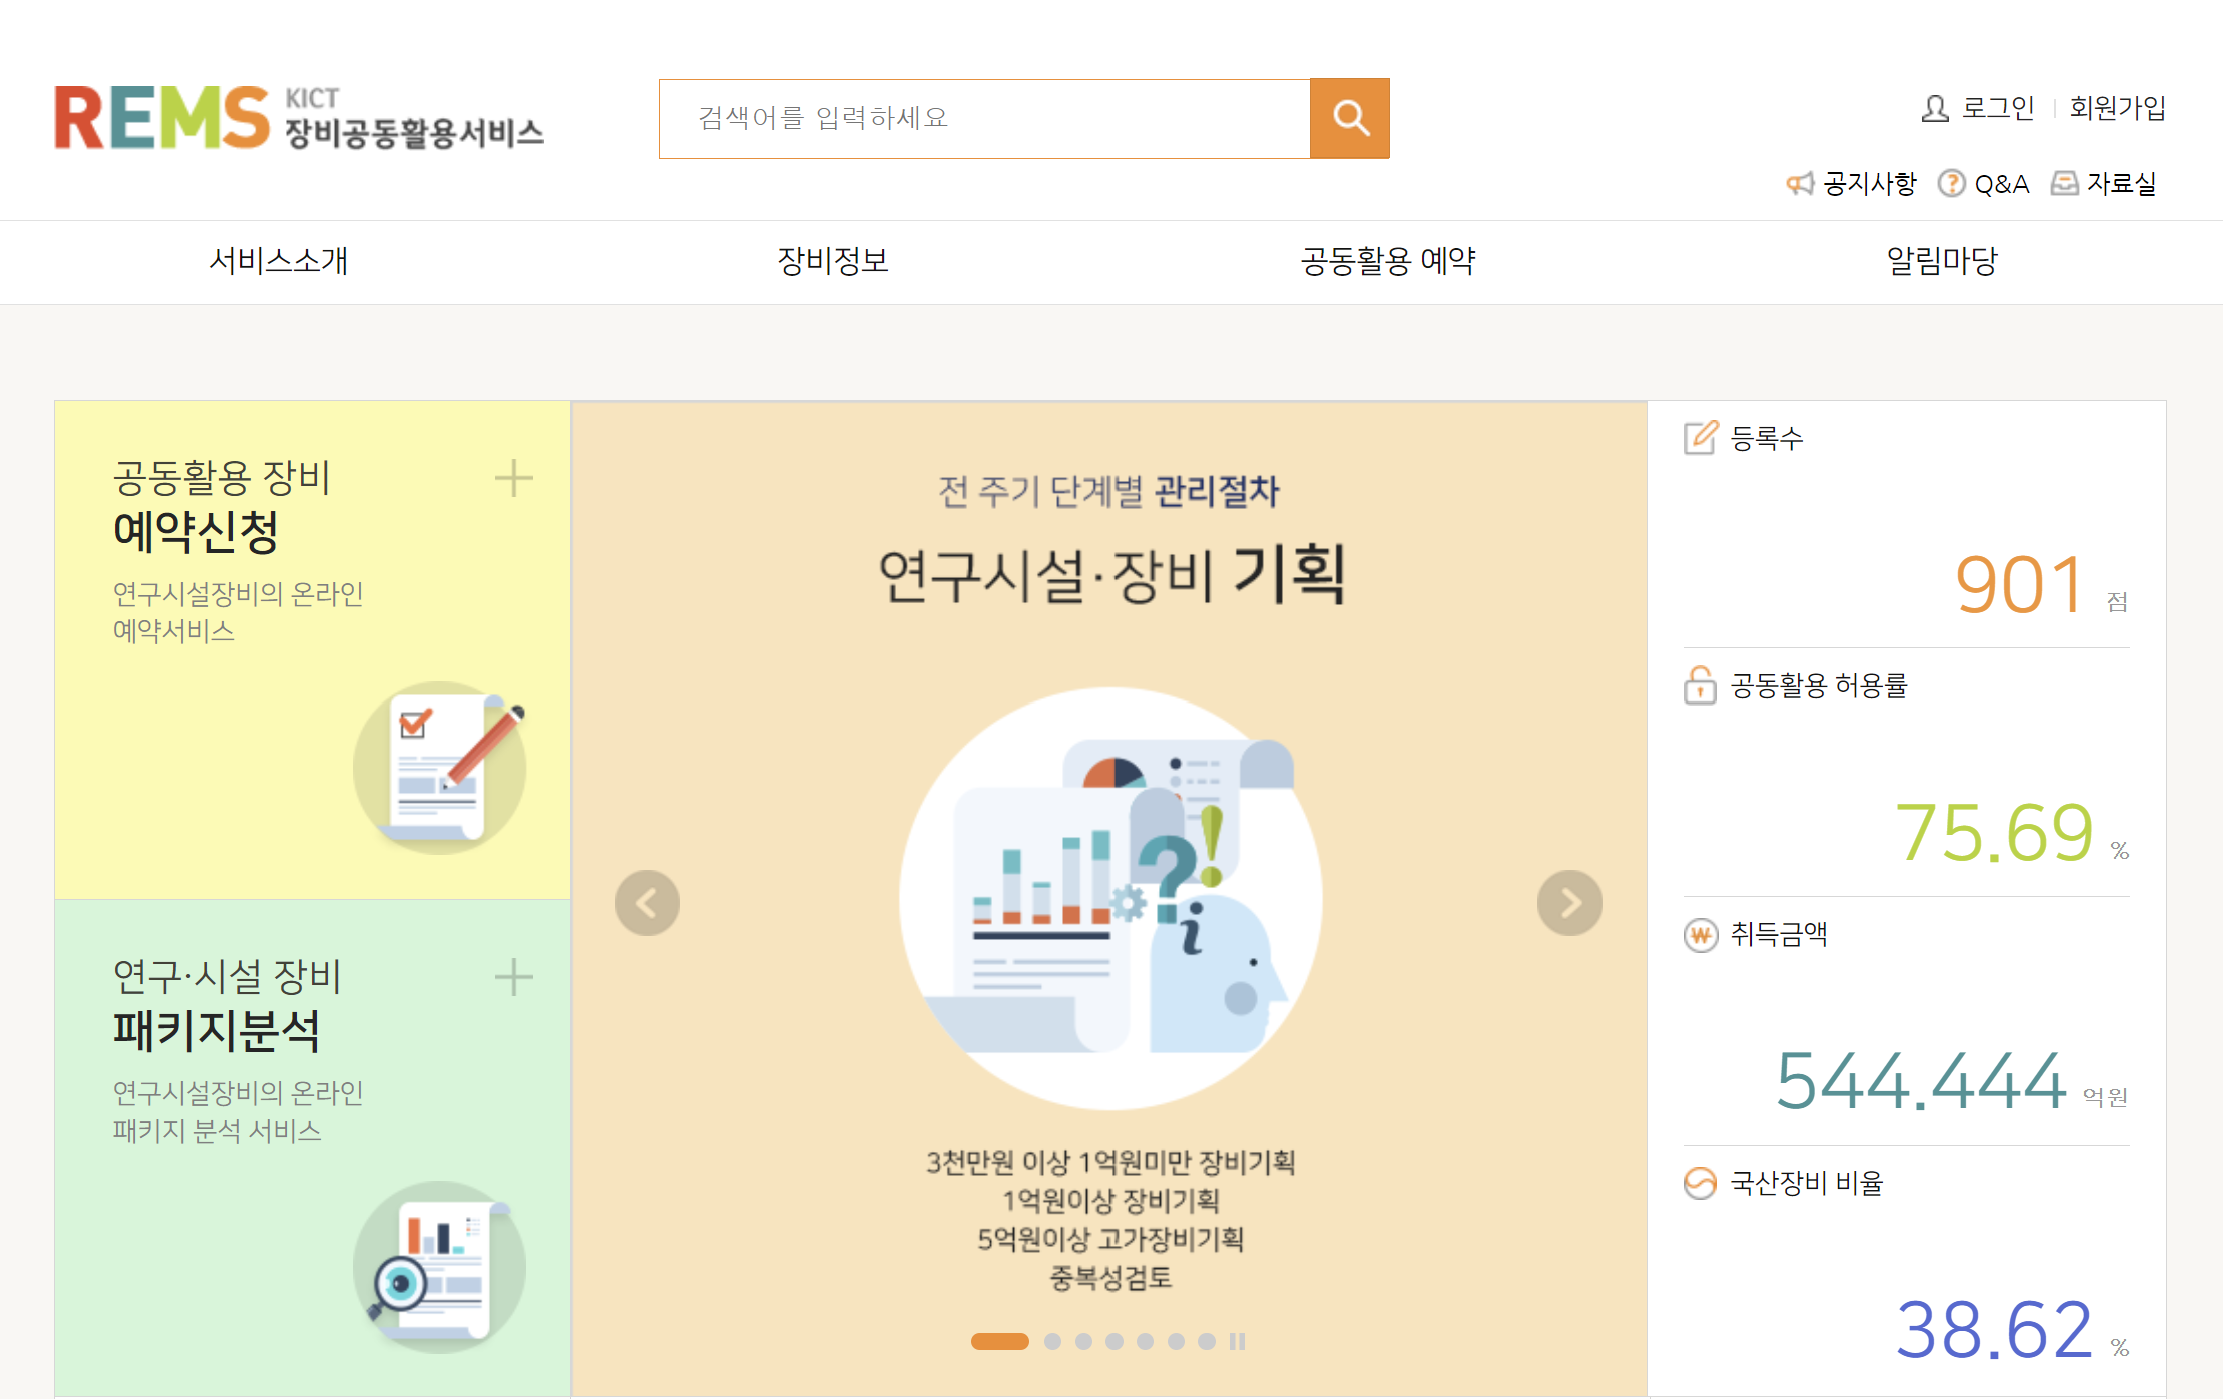 REMS KICT
장비공동활용서비스
검색어를 입력하세요
로그인 회원가입
공지사항 Q&A 자료실
서비스소개 장비정보 공동활용 예약 알림마당
공동활용 장비
예약신청
연구시설장비의 온라인
예약서비스
연구·시설 장비
패키지분석
연구시설장비의 온라인
패키지 분석 서비스
전 주기 단계별 관리절차
연구시설·장비 기획
3천만원 이상 1억원미만 장비기획
1억원이상 장비기획
5억원이상 고가장비기획
중복성검토
등록수
901 점
공동활용 허용률
75.69 %
취득금액
544.444 억원
국산장비 비율
38.62 %